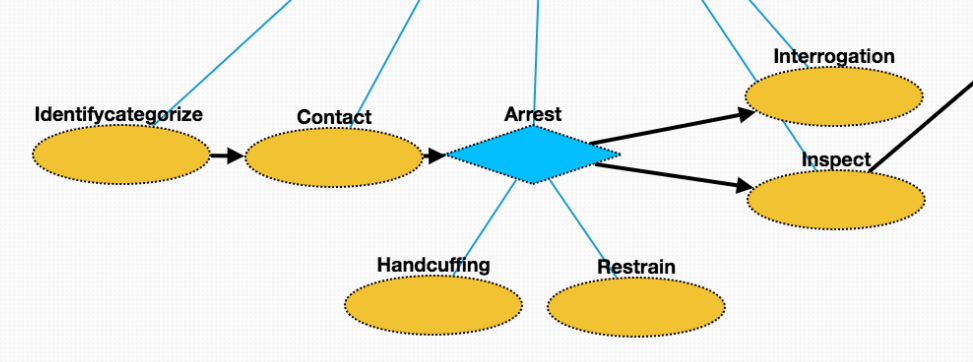 Interrogation
Identifycategorize
Contact
Arrest
Inspect
Handcuffing
Restrain